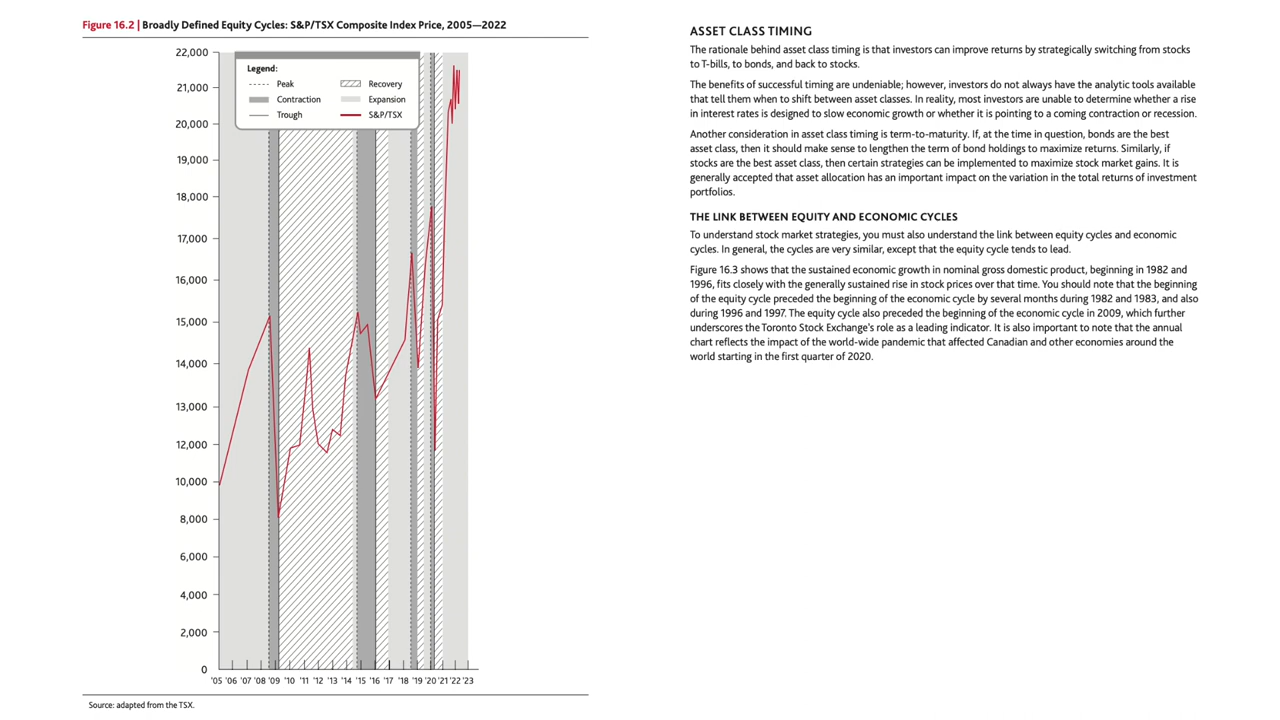 Figure 16.2 | Broadly Defined Equity Cycles: S&P/TSX Composite Index Price, 2005—2022
22,000
21,000
20,000
19,000
18,000
17,000
16,000
15,000
14,000
13,000
12,000
10,000
8,000
6,000
4,000
2,000
0
Legend:
Peak
Recovery
Contraction
Expansion
Trough
S&P/TSX
'05 '06 '07 '08 '09 '10 '11 '12 '13 '14 '15 '16 '17 '18 '19 '20 '21 '22 '23
Source: adapted from the TSX.
ASSET CLASS TIMING
The rationale behind asset class timing is that investors can improve returns by strategically switching from stocks
to T-bills, to bonds, and back to stocks.
The benefits of successful timing are undeniable; however, investors do not always have the analytic tools available
that tell them when to shift between asset classes. In reality, most investors are unable to determine whether a rise
in interest rates is designed to slow economic growth or whether it is pointing to a coming contraction or recession.
Another consideration in asset class timing is term-to-maturity. If, at the time in question, bonds are the best
asset class, then it should make sense to lengthen the term of bond holdings to maximize returns. Similarly, if
stocks are the best asset class, then certain strategies can be implemented to maximize stock market gains. It is
generally accepted that asset allocation has an important impact on the variation in the total returns of investment
portfolios.
THE LINK BETWEEN EQUITY AND ECONOMIC CYCLES
To understand stock market strategies, you must also understand the link between equity cycles and economic
cycles. In general, the cycles are very similar, except that the equity cycle tends to lead.
Figure 16.3 shows that the sustained economic growth in nominal gross domestic product, beginning in 1982 and
1996, fits closely with the generally sustained rise in stock prices over that time. You should note that the beginning
of the equity cycle preceded the beginning of the economic cycle by several months during 1982 and 1983, and also
during 1996 and 1997. The equity cycle also preceded the beginning of the economic cycle in 2009, which further
underscores the Toronto Stock Exchange's role as a leading indicator. It is also important to note that the annual
chart reflects the impact of the world-wide pandemic that affected Canadian and other economies around the
world starting in the first quarter of 2020.